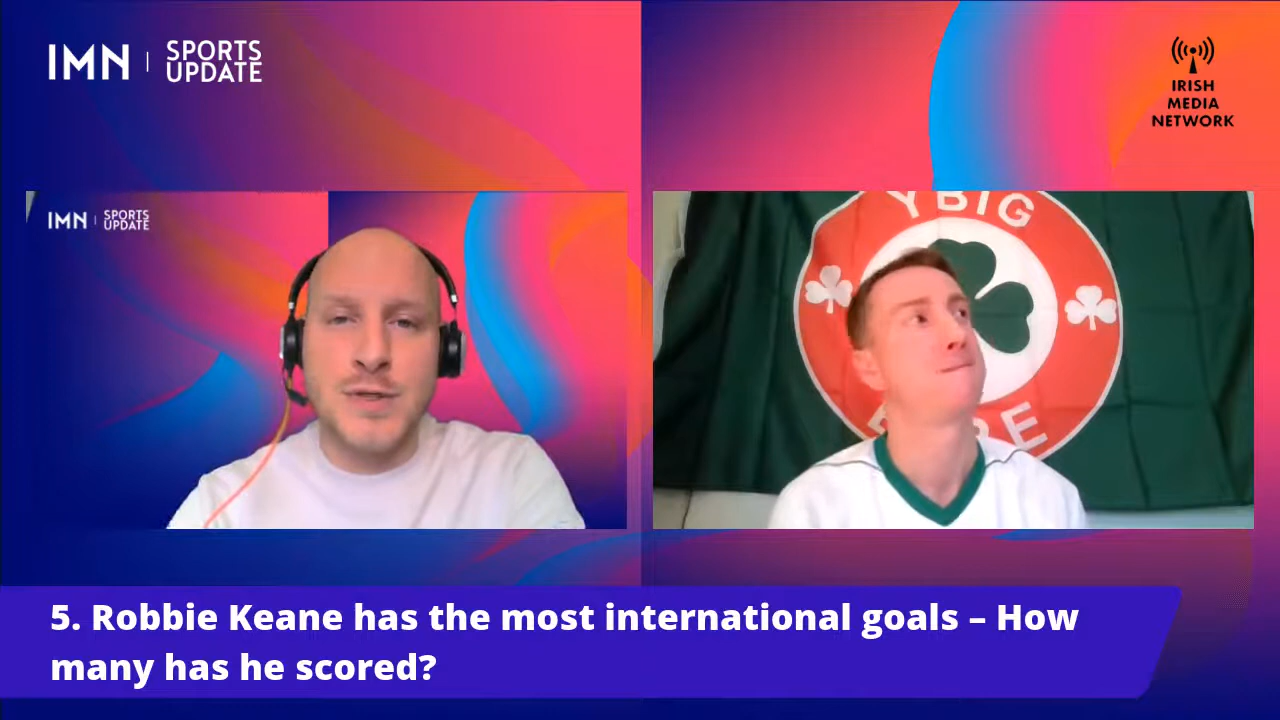 IMN | SPORTS
UPDATE
IRISH
MEDIA
NETWORK
IMN | SPORTS
UPDATE
YBIG
5. Robbie Keane has the most international goals – How
many has he scored?